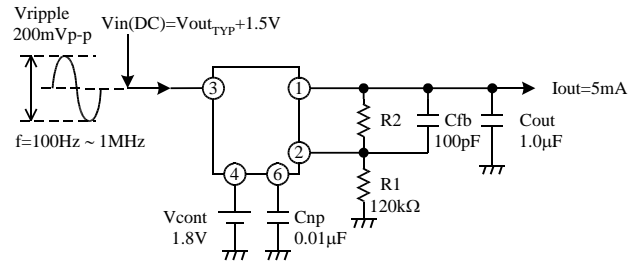 Vripple
200mVp-p
Vin(DC)=VoutTYP+1.5V
f=100Hz ~ 1MHz
3
1
2
4
6
R2
Cfb
100pF
Cout
1.0μF
Iout=5mA
R1
120kΩ
Vcont
1.8V
Cnp
0.01μF